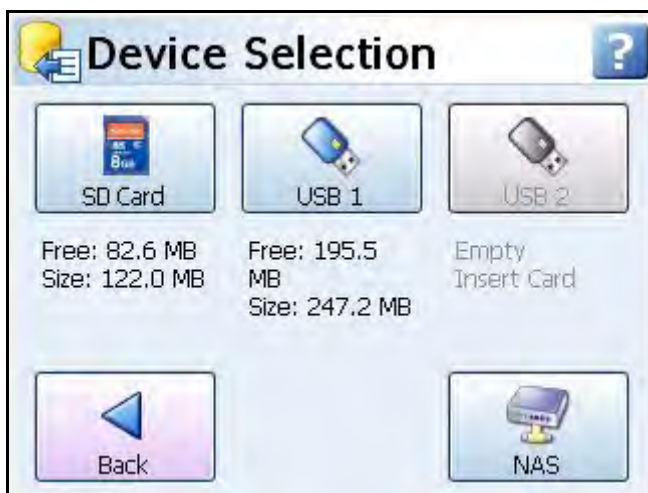 Device Selection
?
SD Card
USB 1
USB 2
Free: 82.6 MB
Size: 122.0 MB
Free: 195.5
MB
Size: 247.2 MB
Empty
Insert Card
Back
NAS